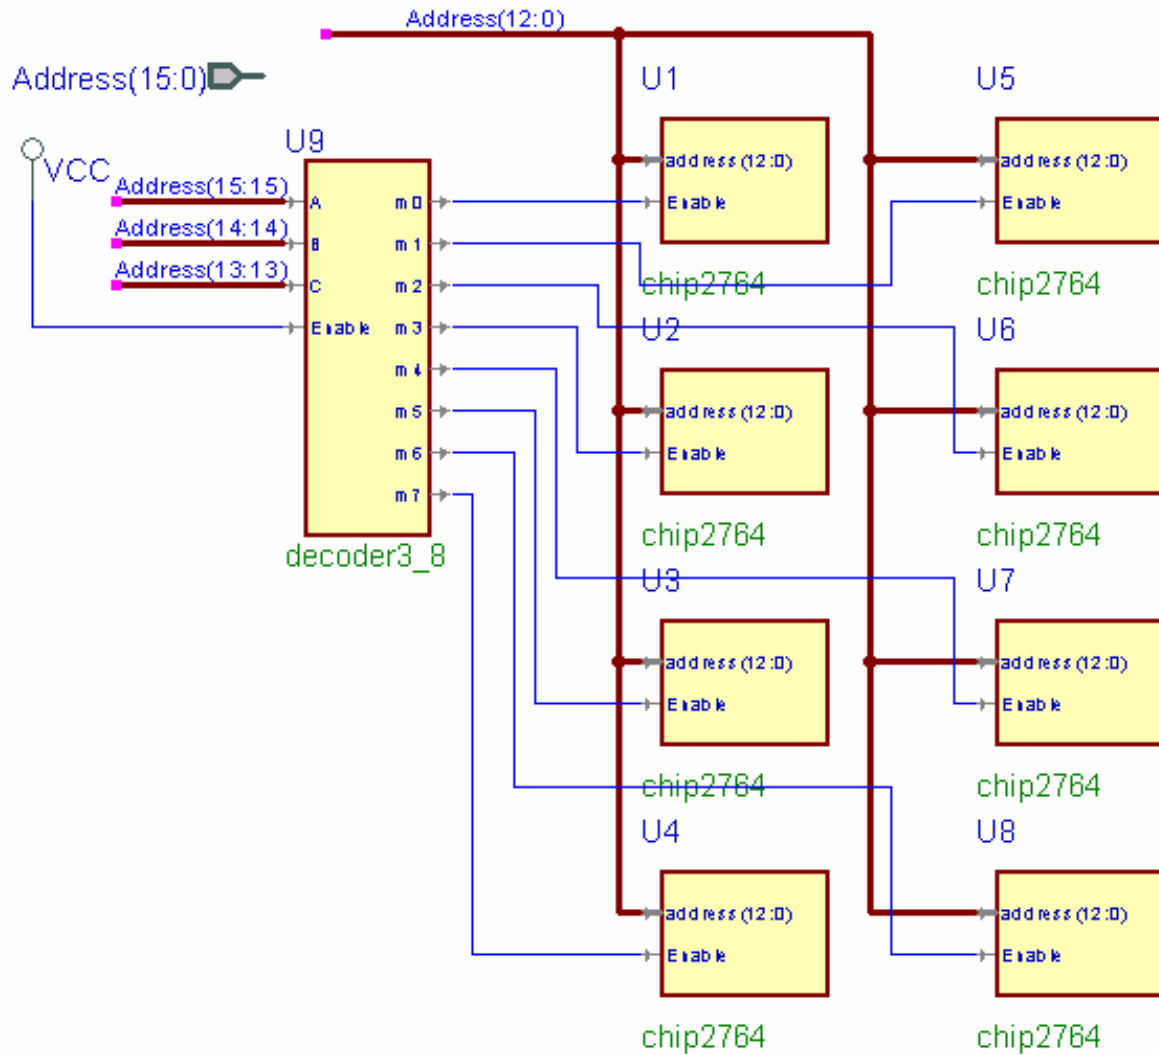 Address(12:0)
Address(15:0)
VCC
U9
Address(15:15)
Address(14:14)
Address(13:13)
A
B
C
Enable
m0
m1
m2
m3
m4
m5
m6
m7
decoder3_8
U1
address(12:0)
Enable
chip2764
U2
address(12:0)
Enable
chip2764
U3
address(12:0)
Enable
chip2764
U4
address(12:0)
Enable
chip2764
U5
address(12:0)
Enable
chip2764
U6
address(12:0)
Enable
chip2764
U7
address(12:0)
Enable
chip2764
U8
address(12:0)
Enable
chip2764